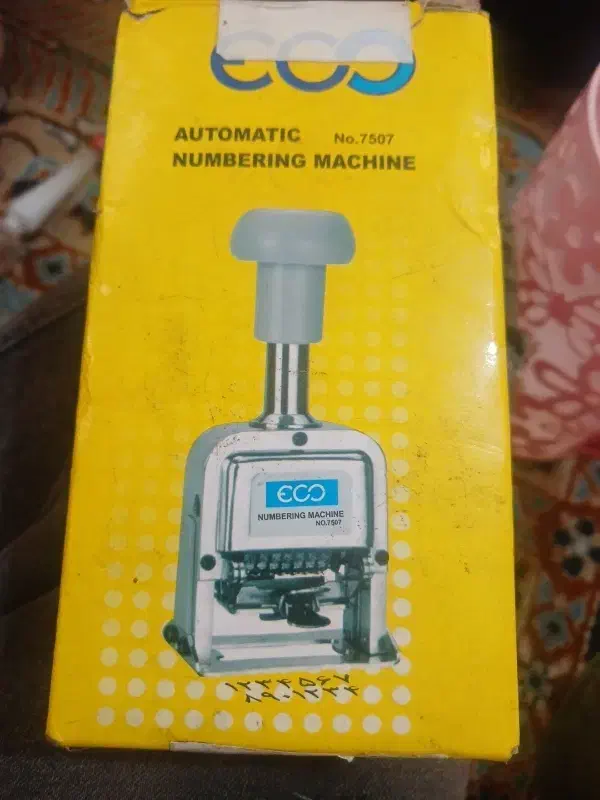 eco
AUTOMATIC No.7507
NUMBERING MACHINE
eco
NUMBERING MACHINE
NO.7507